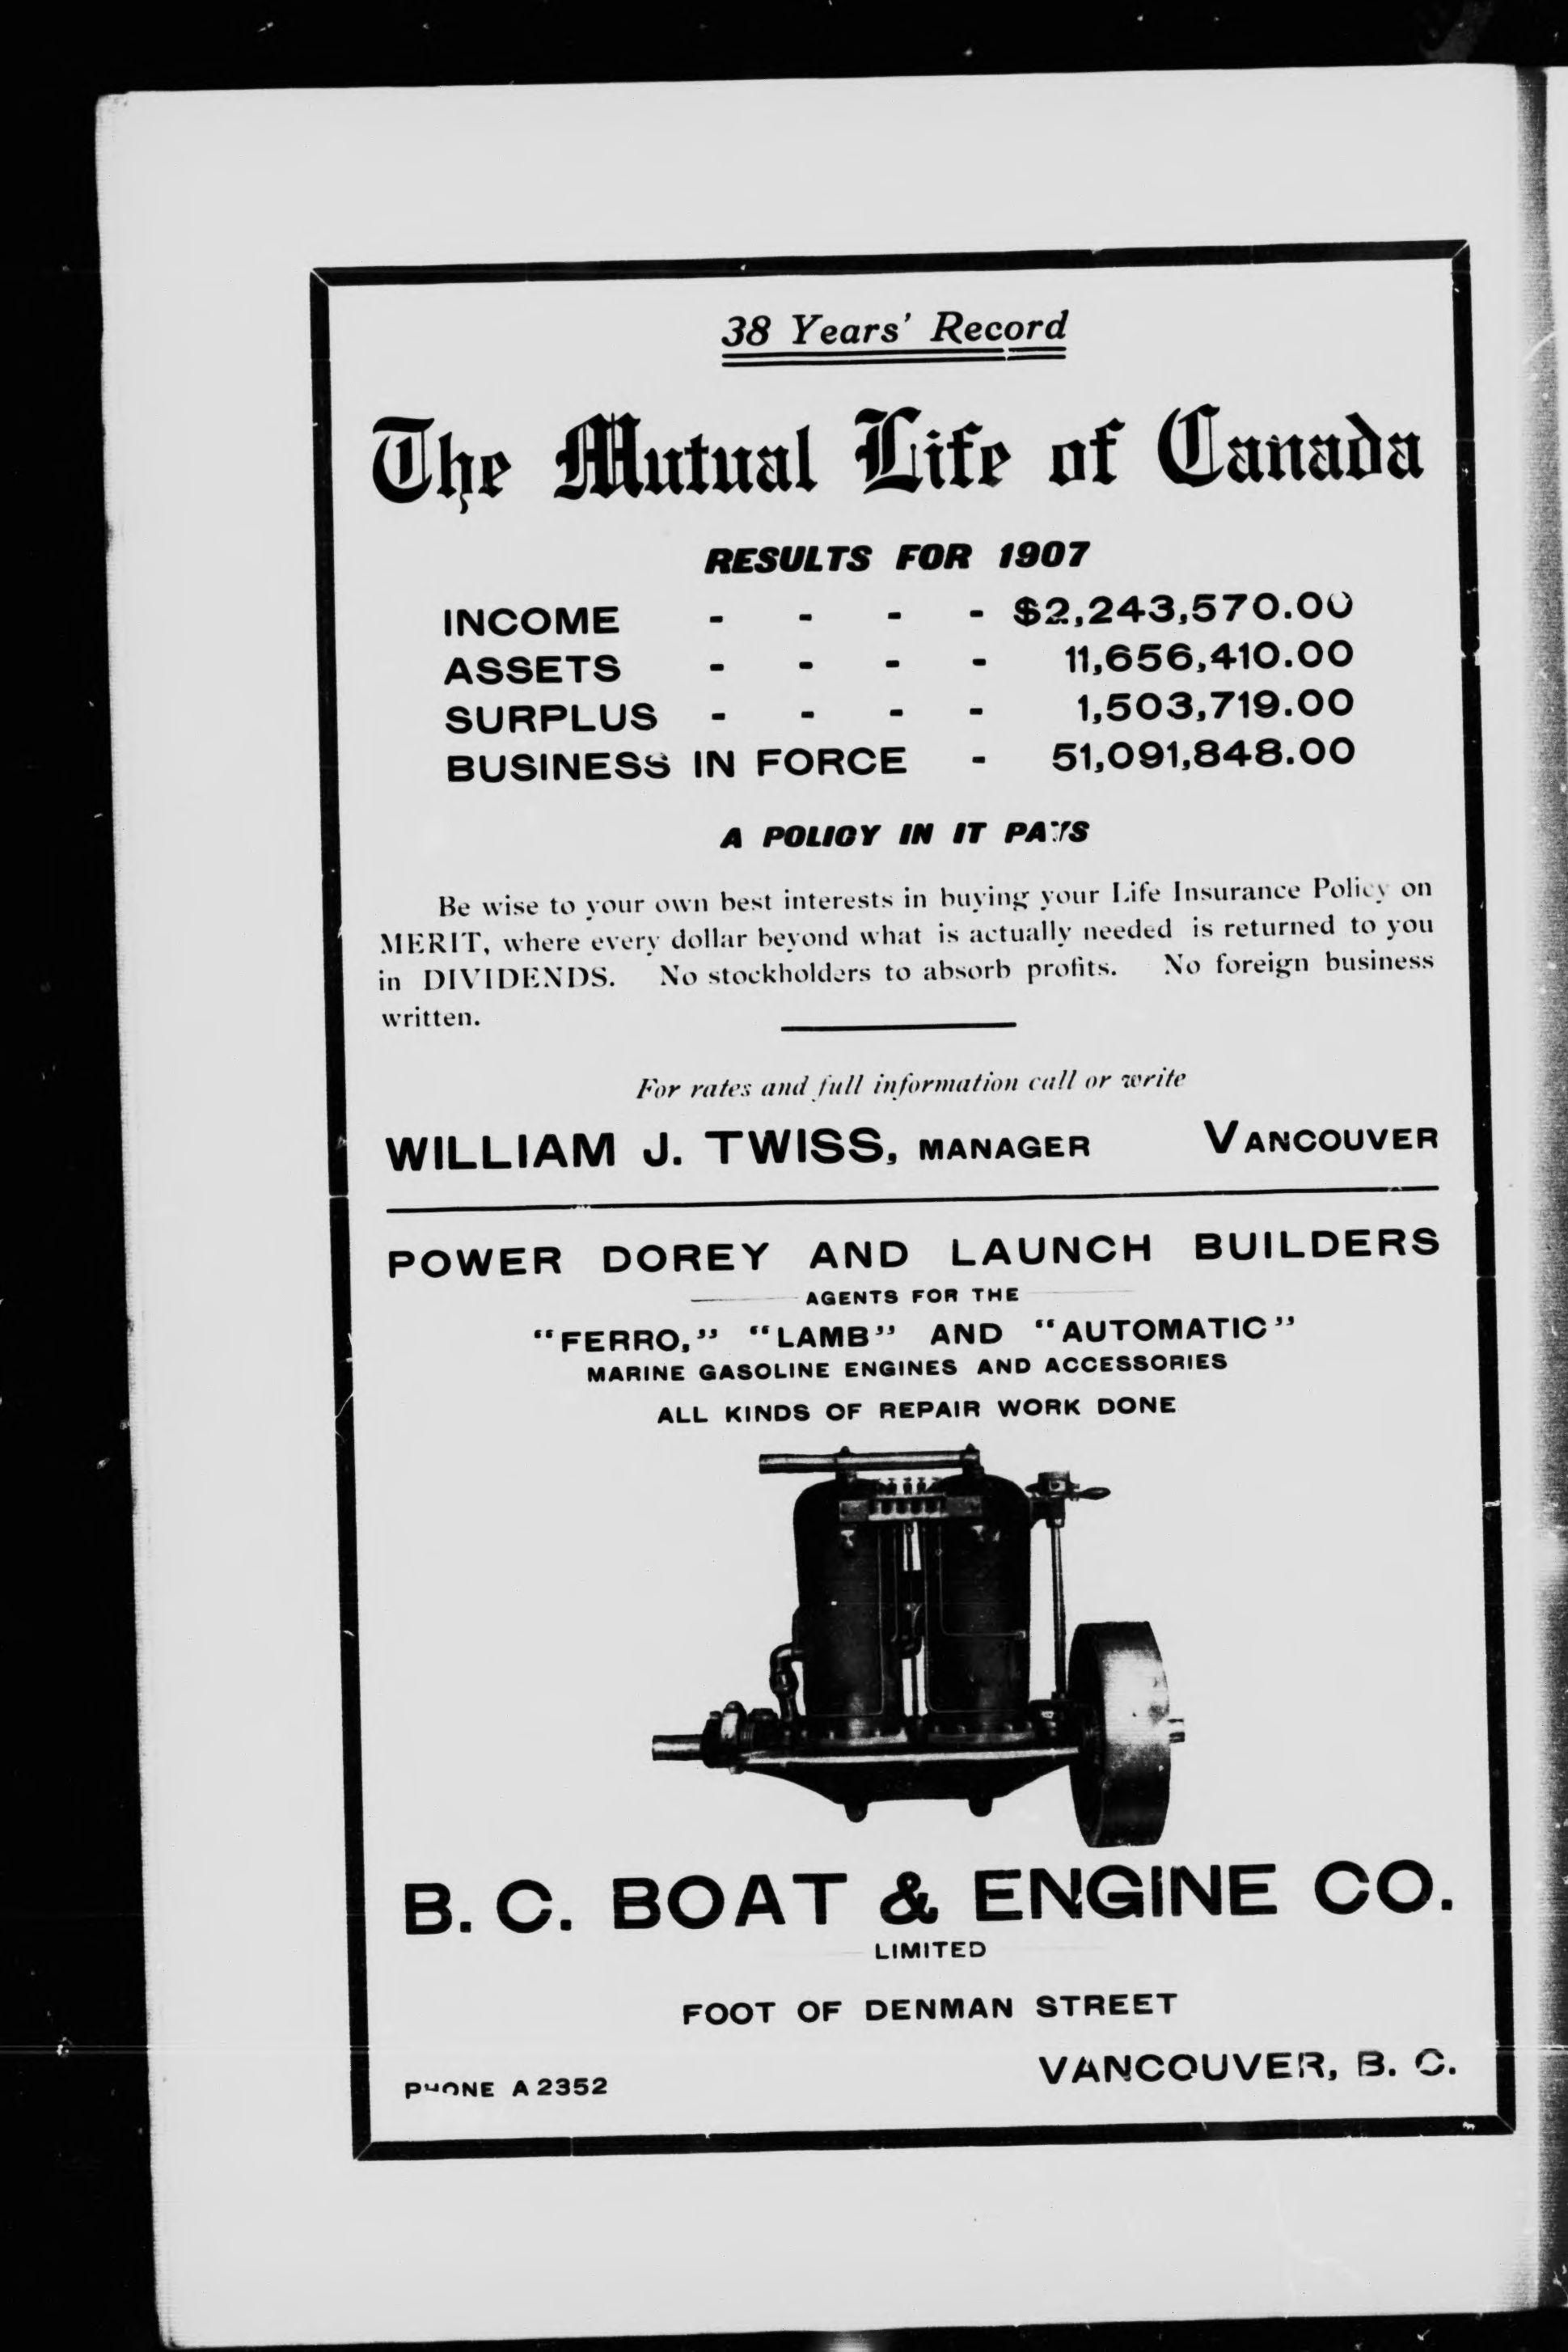 38 Years' Record
The Mutual Life of Canada
RESULTS FOR 1907
INCOME - - - - $2,243,570.00
ASSETS - - - - 11,656,410.00
SURPLUS - - - - 1,503,719.00
BUSINESS IN FORCE - 51,091,848.00
A POLICY IN IT PAYS
Be wise to your own best interests in buying your Life Insurance Policy on
MERIT, where every dollar beyond what is actually needed is returned to you
in DIVIDENDS. No stockholders to absorb profits. No foreign business
written.
For rates and full information call or write
WILLIAM J. TWISS, MANAGER VANCOUVER
POWER DOREY AND LAUNCH BUILDERS
AGENTS FOR THE
"FERRO," "LAMB" AND "AUTOMATIC"
MARINE GASOLINE ENGINES AND ACCESSORIES
ALL KINDS OF REPAIR WORK DONE
B. C. BOAT & ENGINE CO.
LIMITED
FOOT OF DENMAN STREET
PHONE A 2352 VANCOUVER, B. C.